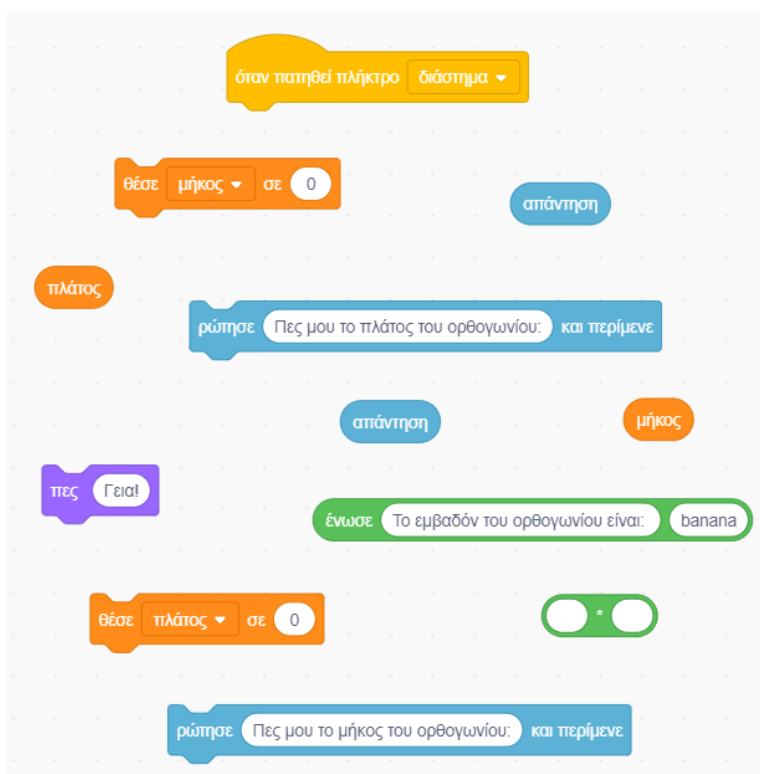 όταν πατηθεί πλήκτρο διάστημα
θέσε μήκος σε 0
απάντηση
πλάτος
ρώτησε Πες μου το πλάτος του ορθογωνίου: και περίμενε
απάντηση
μήκος
πες Γεια!
ένωσε Το εμβαδόν του ορθογωνίου είναι: banana
θέσε πλάτος σε 0
*
ρώτησε Πες μου το μήκος του ορθογωνίου: και περίμενε